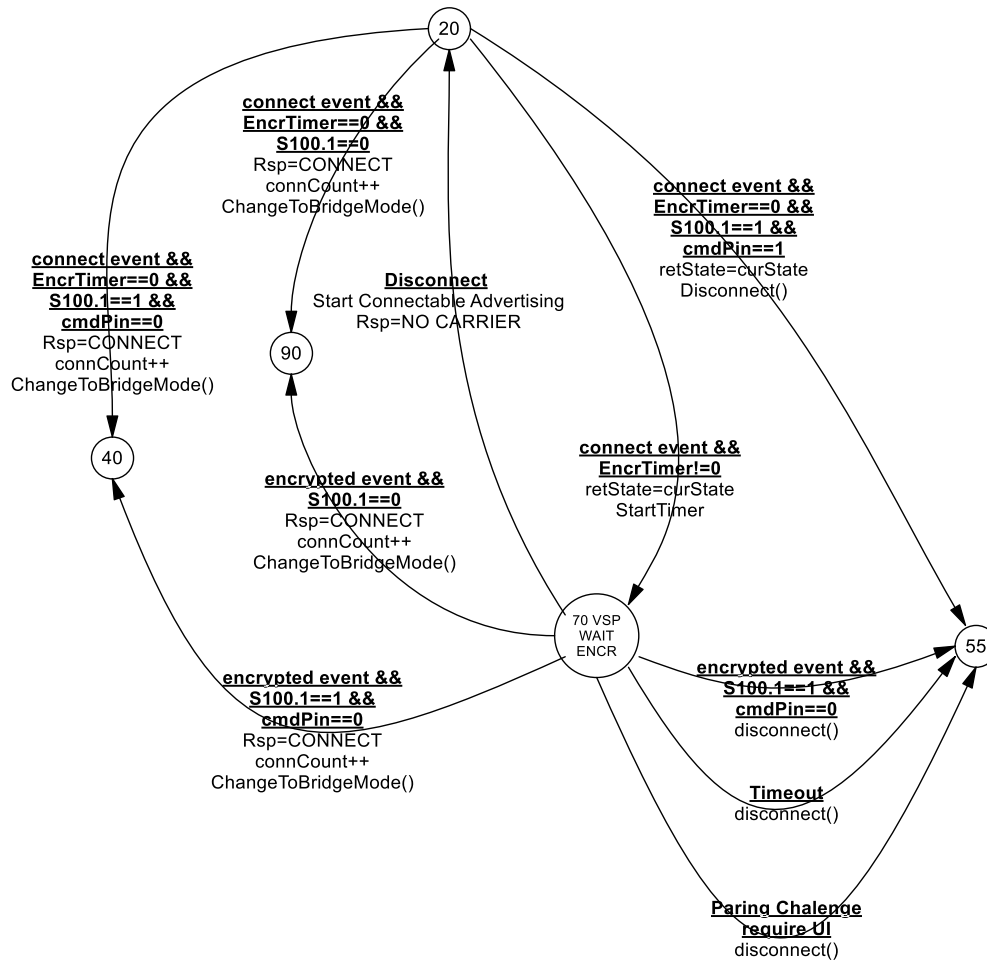 20
connect event &&
EncrTimer==0 &&
S100.1==0
Rsp=CONNECT
connCount++
ChangeToBridgeMode()
connect event &&
EncrTimer==0 &&
S100.1==1 &&
cmdPin==1
retState=curState
Disconnect()
connect event &&
EncrTimer==0 &&
S100.1==1 &&
cmdPin==0
Rsp=CONNECT
connCount++
ChangeToBridgeMode()
Disconnect
Start Connectable Advertising
Rsp=NO CARRIER
90
40
connect event &&
EncrTimer!=0
retState=curState
StartTimer
encrypted event &&
S100.1==0
Rsp=CONNECT
connCount++
ChangeToBridgeMode()
70 VSP
WAIT
ENCR
55
encrypted event &&
S100.1==1 &&
cmdPin==0
Rsp=CONNECT
connCount++
ChangeToBridgeMode()
encrypted event &&
S100.1==1 &&
cmdPin==0
disconnect()
Timeout
disconnect()
Paring Chalenge
require UI
disconnect()